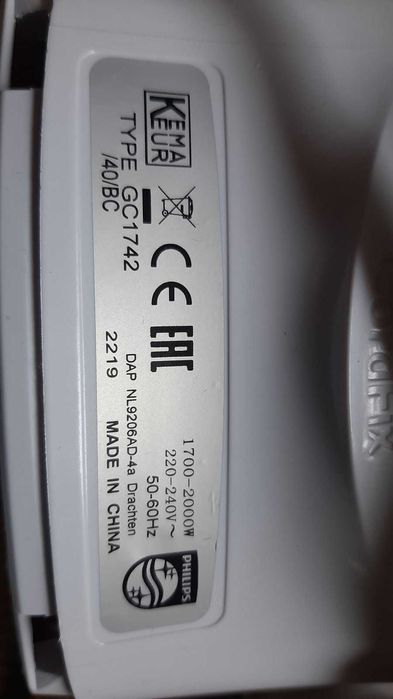 KEMA
KEUR
CE EAC
TYPE GC1742
/40/BC
1700-2000W
220-240V~
50-60Hz
PHILIPS
DAP NL9206AD-4a Drachten
2219 MADE IN CHINA